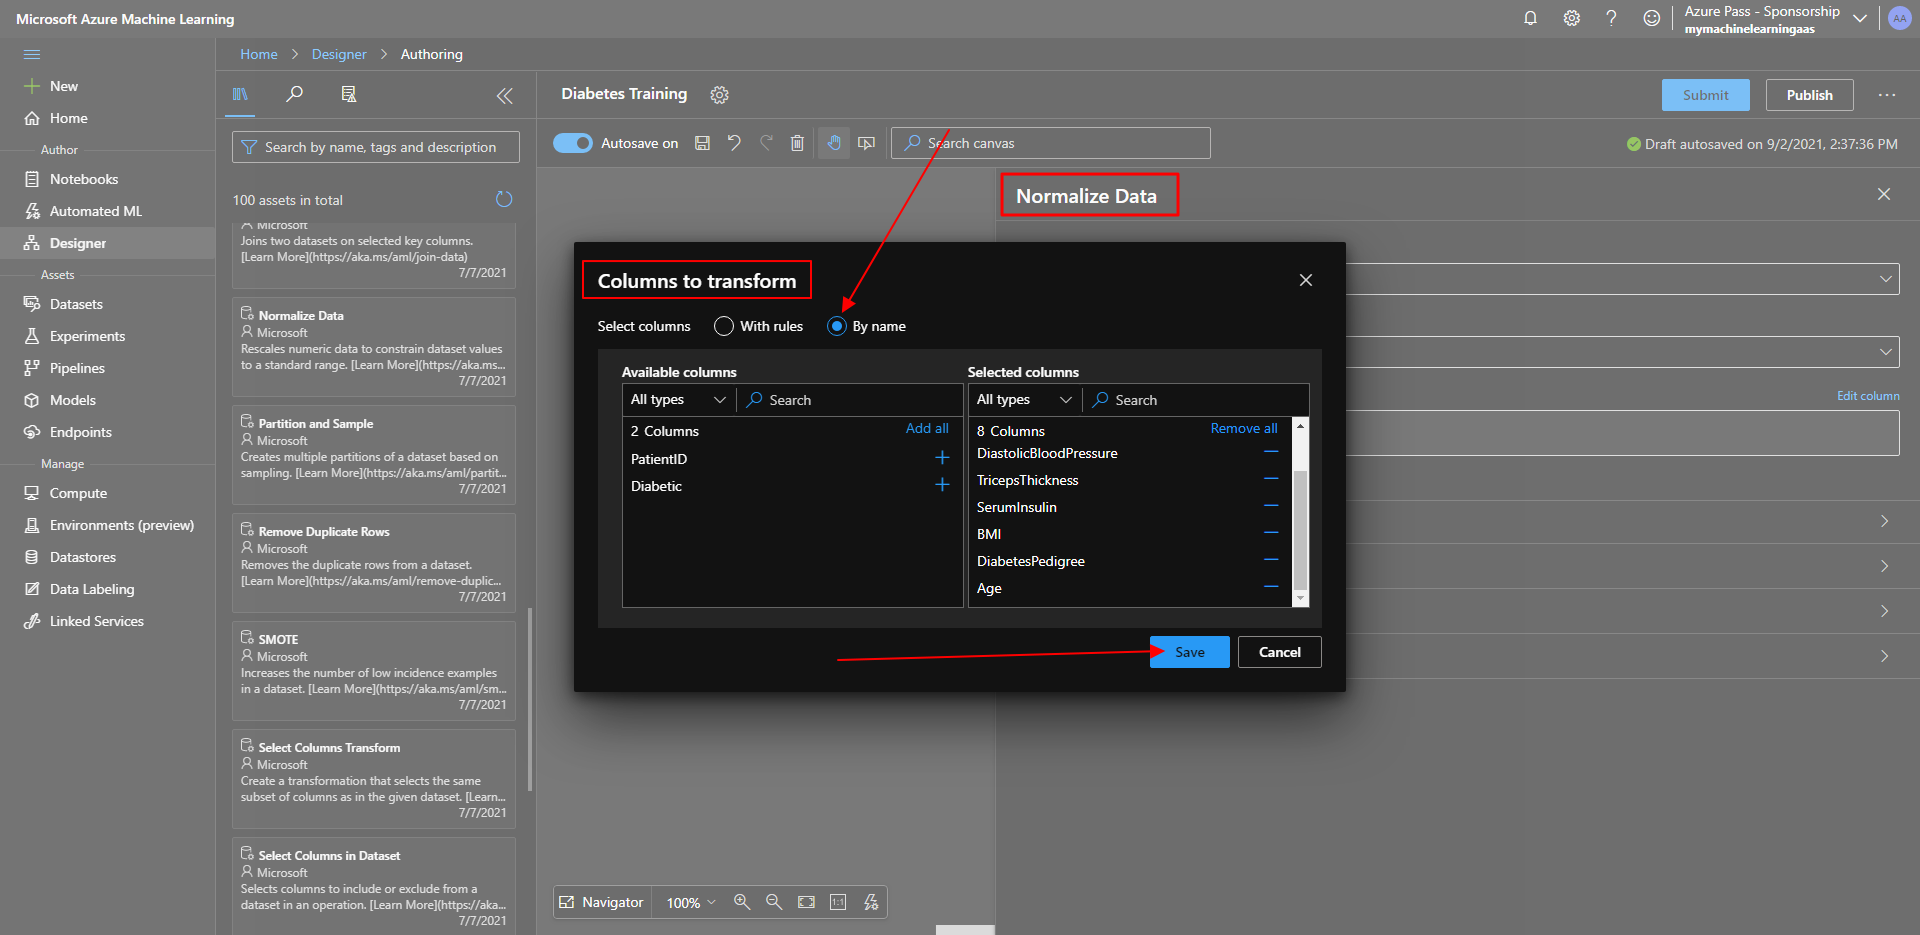 Microsoft Azure Machine Learning
Azure Pass - Sponsorship
mymachinelearningaas
AA
New
Home
Author
Notebooks
Automated ML
Designer
Assets
Datasets
Experiments
Pipelines
Models
Endpoints
Manage
Compute
Environments (preview)
Datastores
Data Labeling
Linked Services
Home > Designer > Authoring
Search by name, tags and description
100 assets in total
Microsoft
Joins two datasets on selected key columns.
[Learn More](https://aka.ms/aml/join-data)
7/7/2021
Normalize Data
Microsoft
Rescales numeric data to constrain dataset values
to a standard range. [Learn More](https://aka.ms...
7/7/2021
Partition and Sample
Microsoft
Creates multiple partitions of a dataset based on
sampling. [Learn More](https://aka.ms/aml/partit...
7/7/2021
Remove Duplicate Rows
Microsoft
Removes the duplicate rows from a dataset.
[Learn More](https://aka.ms/aml/remove-duplic...
7/7/2021
SMOTE
Microsoft
Increases the number of low incidence examples
in a dataset. [Learn More](https://aka.ms/aml/sm...
7/7/2021
Select Columns Transform
Microsoft
Create a transformation that selects the same
subset of columns as in the given dataset. [Learn...
7/7/2021
Select Columns in Dataset
Microsoft
Selects columns to include or exclude from a
dataset in an operation. [Learn More](https://aka...
7/7/2021
Diabetes Training
Submit
Publish
Autosave on
Search canvas
Draft autosaved on 9/2/2021, 2:37:36 PM
Normalize Data
Edit column
Columns to transform
Select columns
With rules
By name
Available columns
All types
Search
2 Columns
Add all
PatientID
Diabetic
Selected columns
All types
Search
8 Columns
Remove all
DiastolicBloodPressure
TricepsThickness
SerumInsulin
BMI
DiabetesPedigree
Age
Save
Cancel
Navigator
100%
1:1